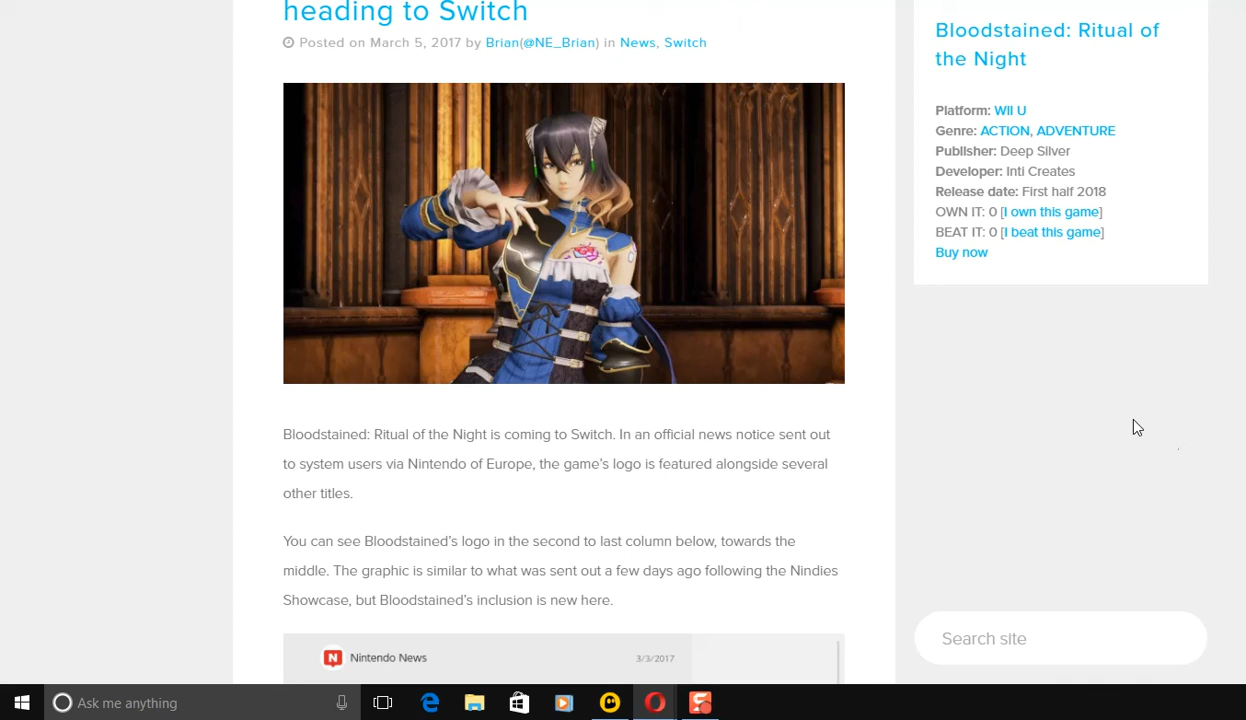 heading to Switch
Posted on March 5, 2017 by Brian(@NE_Brian) in News, Switch
Bloodstained: Ritual of the Night is coming to Switch. In an official news notice sent out
to system users via Nintendo of Europe, the game's logo is featured alongside several
other titles.
You can see Bloodstained's logo in the second to last column below, towards the
middle. The graphic is similar to what was sent out a few days ago following the Nindies
Showcase, but Bloodstained's inclusion is new here.
N Nintendo News 3/3/2017
Bloodstained: Ritual of
the Night
Platform: WII U
Genre: ACTION, ADVENTURE
Publisher: Deep Silver
Developer: Inti Creates
Release date: First half 2018
OWN IT: 0 [I own this game]
BEAT IT: 0 [I beat this game]
Buy now
Search site
Ask me anything